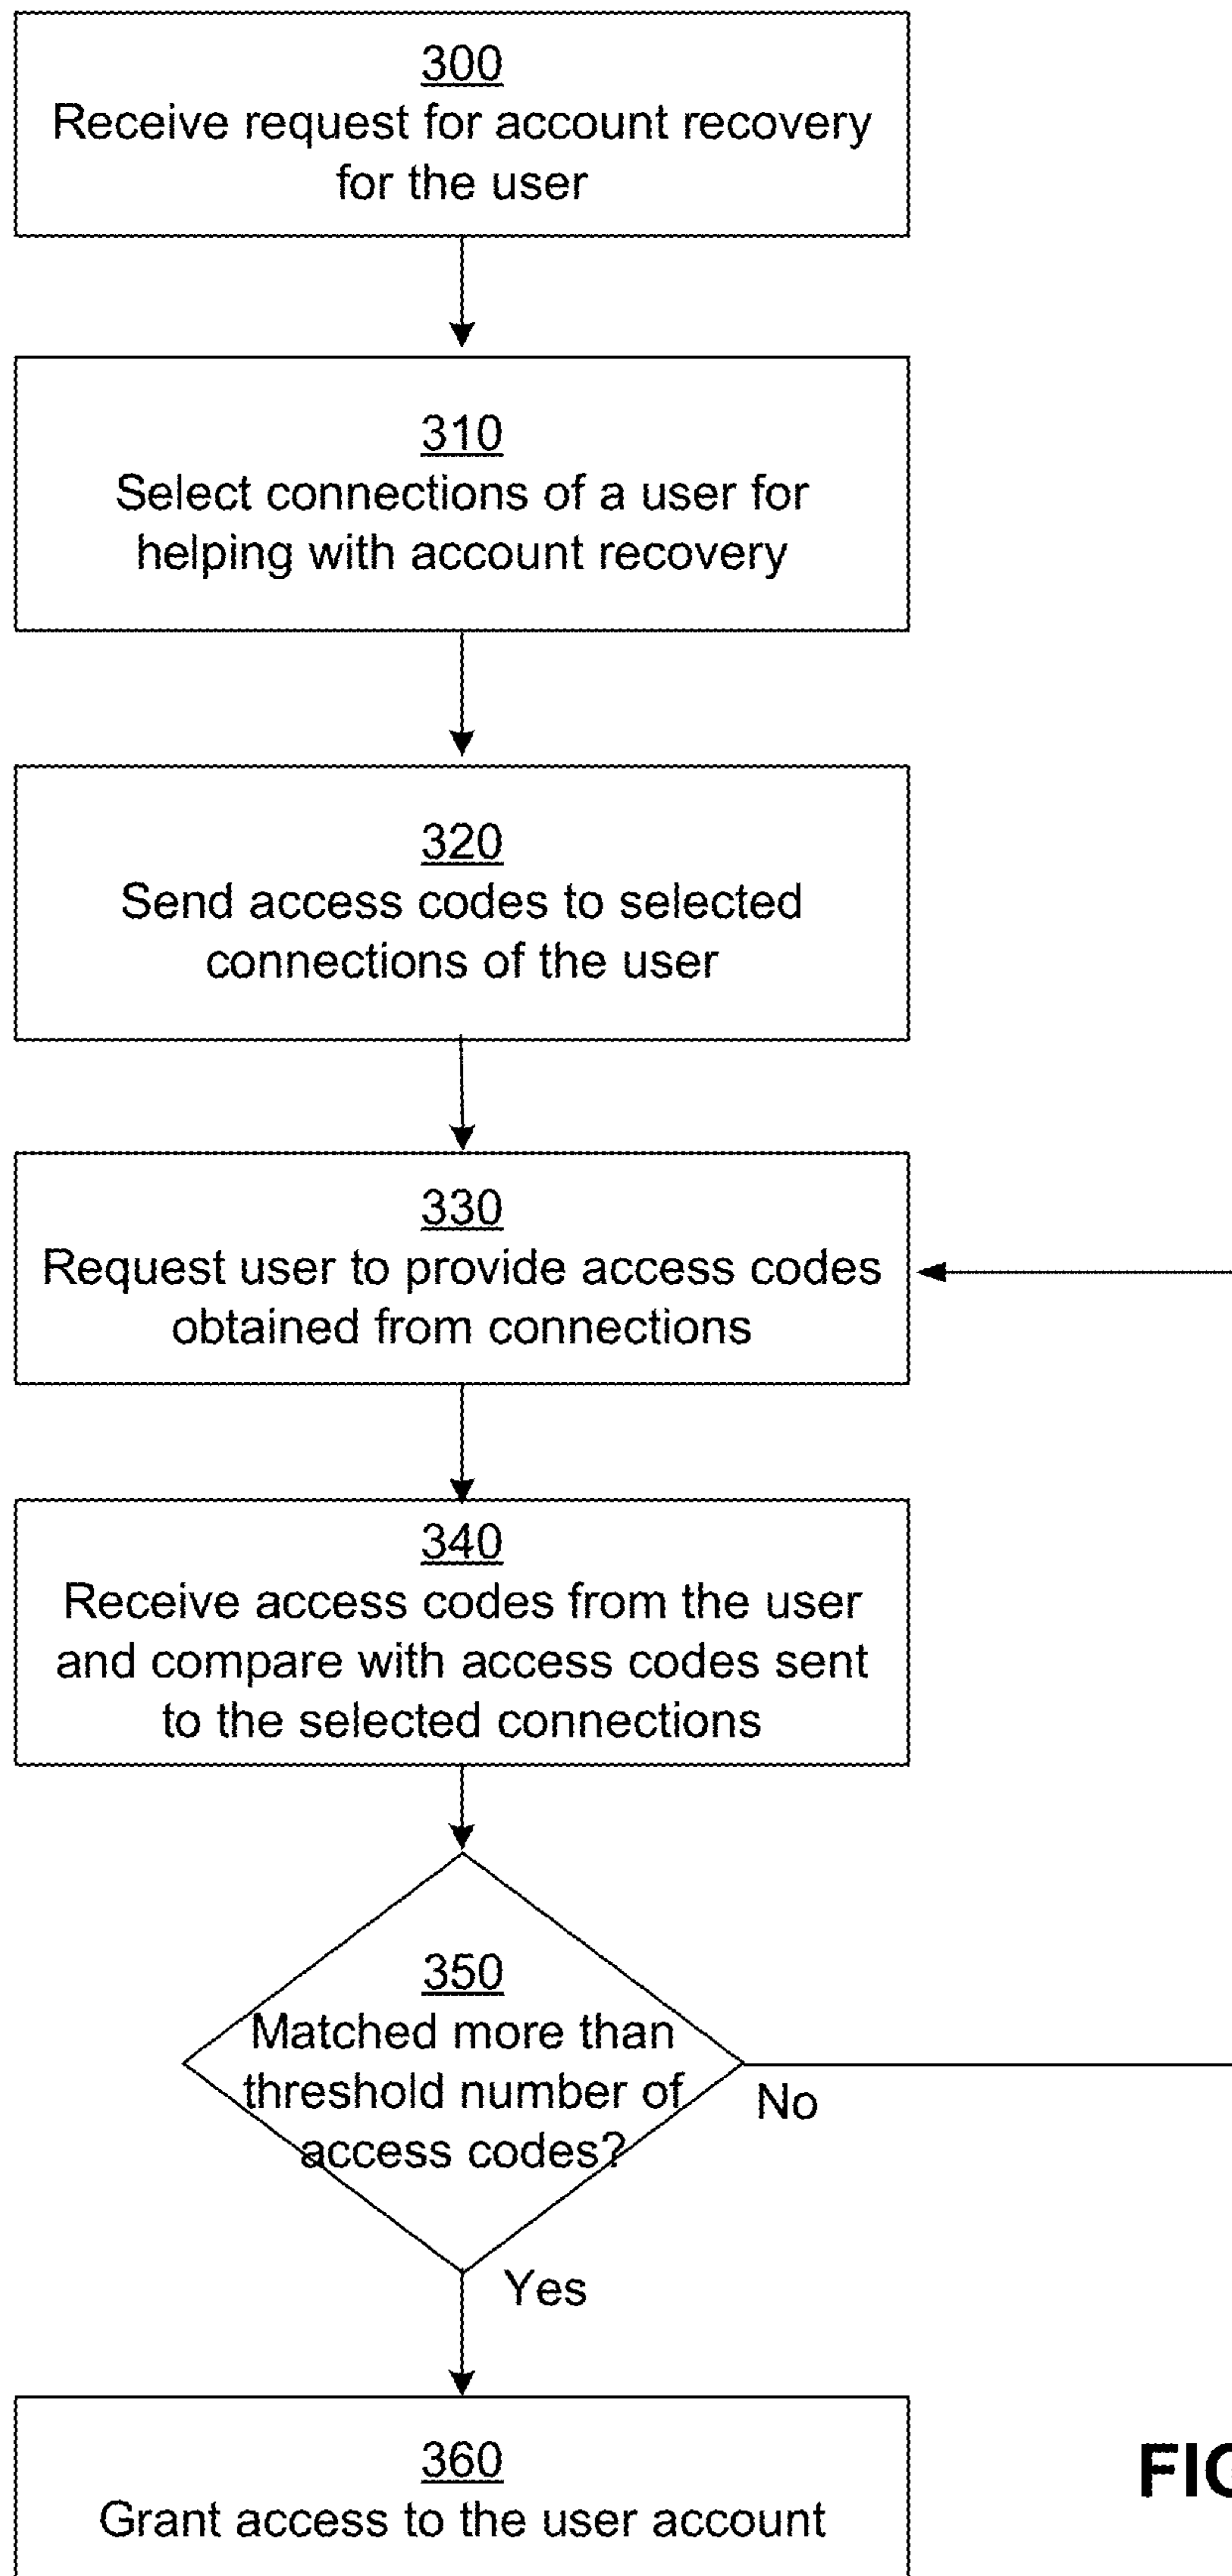 300
Receive request for account recovery
for the user
310
Select connections of a user for
helping with account recovery
320
Send access codes to selected
connections of the user
330
Request user to provide access codes
obtained from connections
340
Receive access codes from the user
and compare with access codes sent
to the selected connections
350
Matched more than
threshold number of
access codes?
No
Yes
360
Grant access to the user account